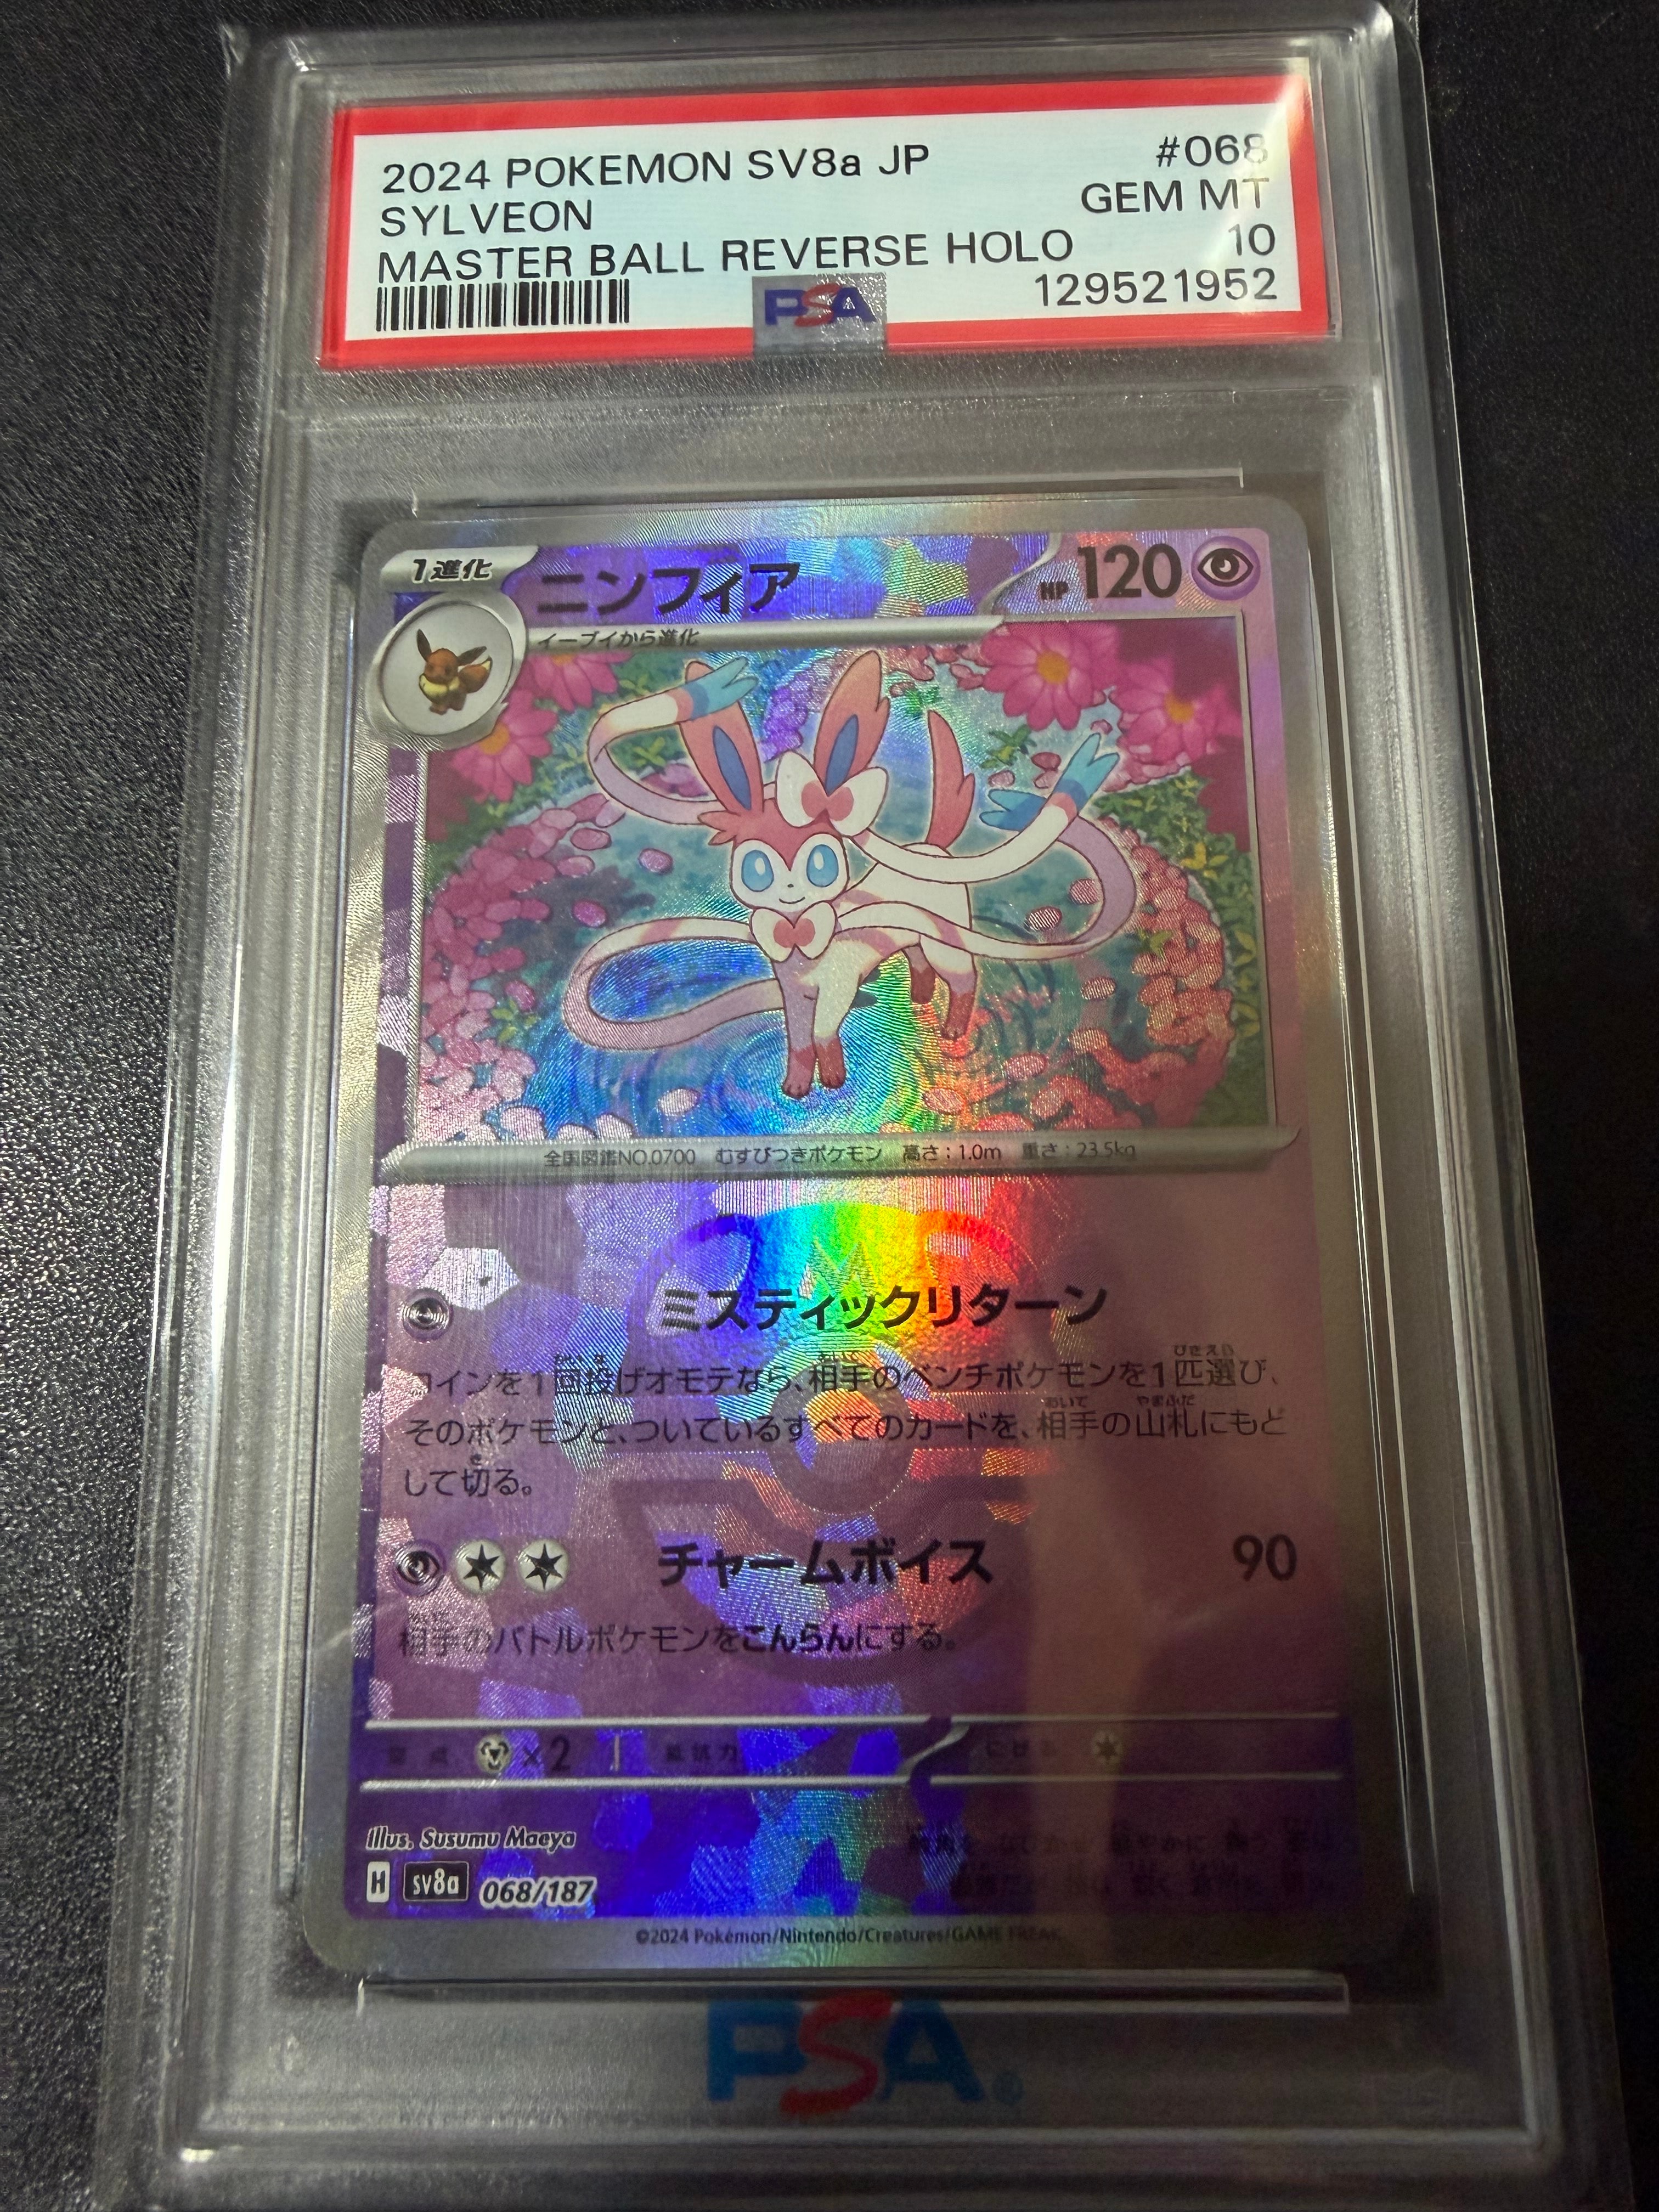 2024 POKEMON SV8a JP #068
SYLVEON GEM MT
MASTER BALL REVERSE HOLO 10
PSA 129521952
1進化
ニンフィア
HP 120
イーブイから進化
全国図鑑NO.0700 むすびつきポケモン 高さ:1.0m 重さ:23.5kg
ミスティックリターン
コインを1回投げオモテなら、相手のベンチポケモンを1匹選び、
そのポケモンと、ついているすべてのカードを、相手の山札にもど
して切る。
チャームボイス 90
相手のバトルポケモンをこんらんにする。
弱点 ×2 抵抗力 にげる
Illus. Susumu Maeya
H sv8a 068/187
©2024 Pokémon/Nintendo/Creatures/GAME FREAK
PSA